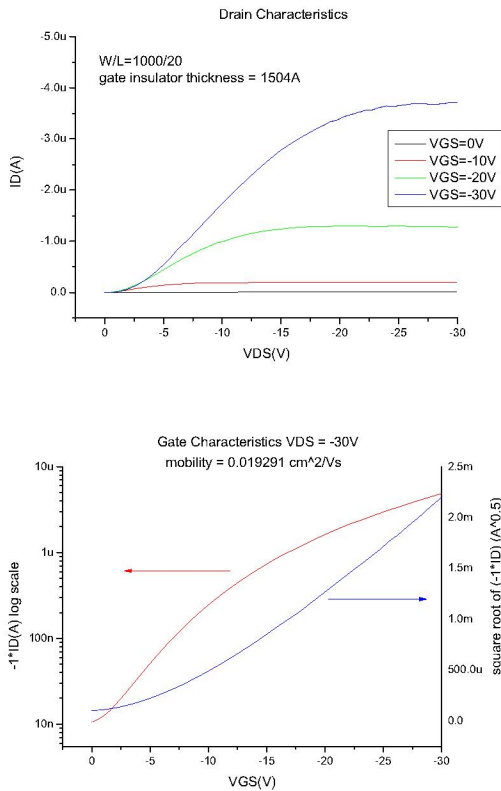 Drain Characteristics
-5.0u
W/L=1000/20
gate insulator thickness = 1504A
-4.0u
-3.0u
-2.0u
-1.0u
0.0
ID(A)
VGS=0V
VGS=-10V
VGS=-20V
VGS=-30V
0 -5 -10 -15 -20 -25 -30
VDS(V)
Gate Characteristics VDS = -30V
mobility = 0.019291 cm^2/Vs
10u
1u
100n
10n
-1*ID(A) log scale
2.5m
2.0m
1.5m
1.0m
500.0u
0.0
square root of (-1*ID) (A^0.5)
0 -5 -10 -15 -20 -25 -30
VGS(V)